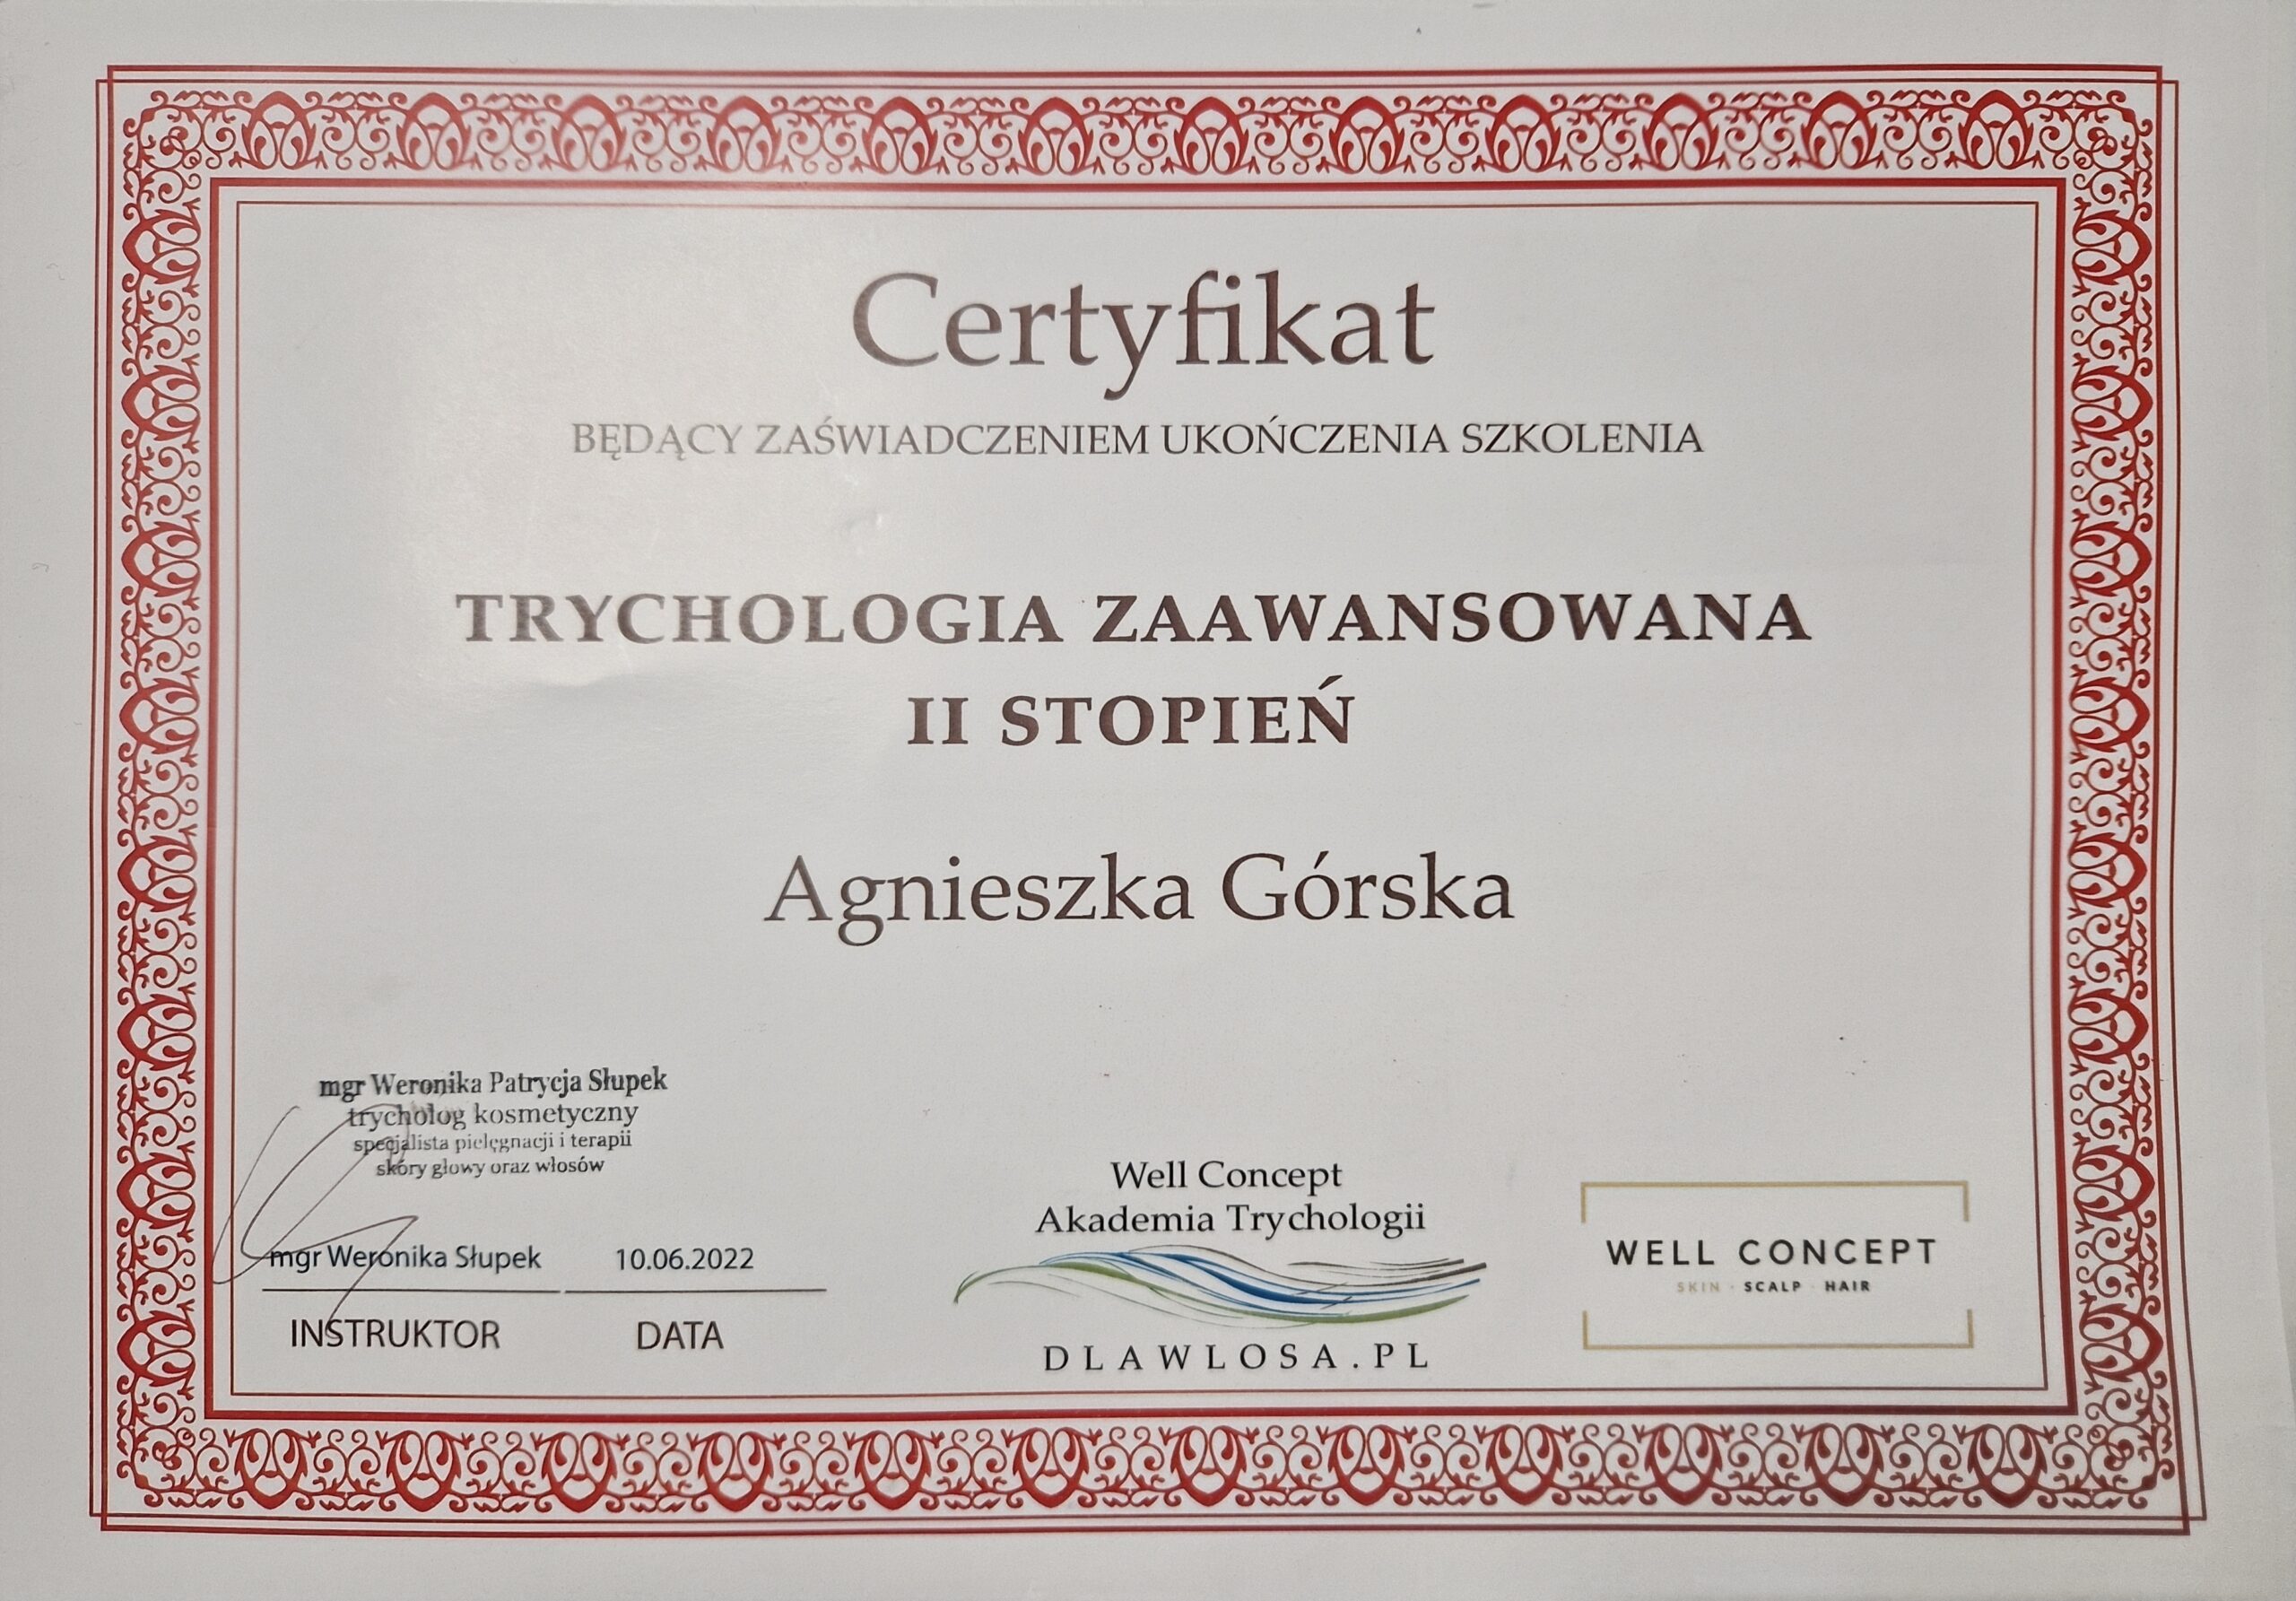 Certyfikat
BĘDĄCY ZAŚWIADCZENIEM UKOŃCZENIA SZKOLENIA
TRYCHOLOGIA ZAAWANSOWANA
II STOPIEŃ
Agnieszka Górska
mgr Weronika Patrycja Słupek
trycholog kosmetyczny
specjalista pielęgnacji i terapii
skóry głowy oraz włosów
mgr Weronika Słupek 10.06.2022
INSTRUKTOR DATA
Well Concept
Akademia Trychologii
DLAWLOSA.PL
WELL CONCEPT
SKIN · SCALP · HAIR